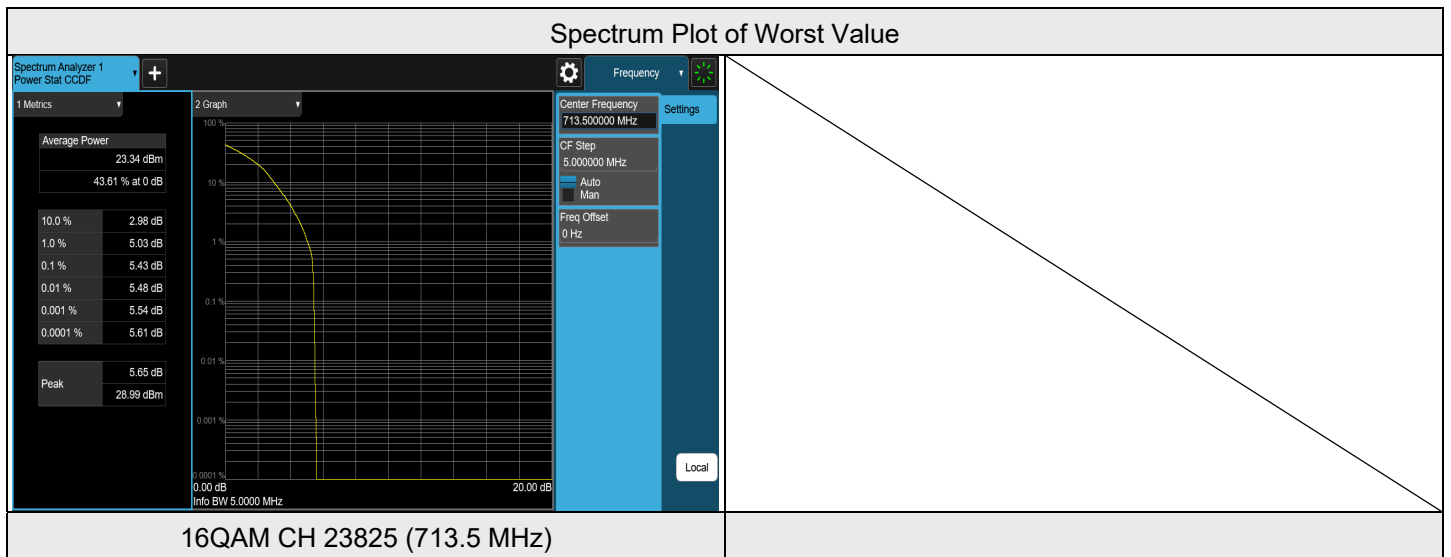 Spectrum Plot of Worst Value
Spectrum Analyzer 1
Power Stat CCDF
+
Frequency
1 Metrics
2 Graph
Average Power
23.34 dBm
43.61 % at 0 dB
10.0 % 2.98 dB
1.0 % 5.03 dB
0.1 % 5.43 dB
0.01 % 5.48 dB
0.001 % 5.54 dB
0.0001 % 5.61 dB
Peak
5.65 dB
28.99 dBm
100 %
10 %
1 %
0.1 %
0.01 %
0.001 %
0.0001 %
0.00 dB 20.00 dB
Info BW 5.0000 MHz
Center Frequency
713.500000 MHz
CF Step
5.000000 MHz
Auto
Man
Freq Offset
0 Hz
Settings
Local
16QAM CH 23825 (713.5 MHz)